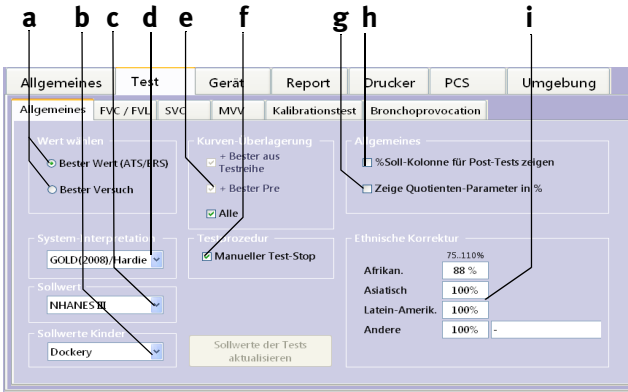 a b c d e f g h i
Allgemeines Test Gerät Report Drucker PCS Umgebung
Allgemeines FVC / FVL SVC MVV Kalibrationstest Bronchoprovocation
Wert wählen
Bester Wert (ATS/ERS)
Bester Versuch
Kurven-Überlagerung
+ Bester aus
Testreihe
+ Bester Pre
Alle
Allgemeines
%Soll-Kolonne für Post-Tests zeigen
Zeige Quotienten-Parameter in %
System-Interpretation
GOLD(2008)/Hardie
Testprozedur
Manueller Test-Stop
Sollwert
NHANES III
Sollwerte Kinder
Dockery
Sollwerte der Tests
aktualisieren
Ethnische Korrektur
75..110%
Afrikan. 88 %
Asiatisch 100%
Latein-Amerik. 100%
Andere 100% -